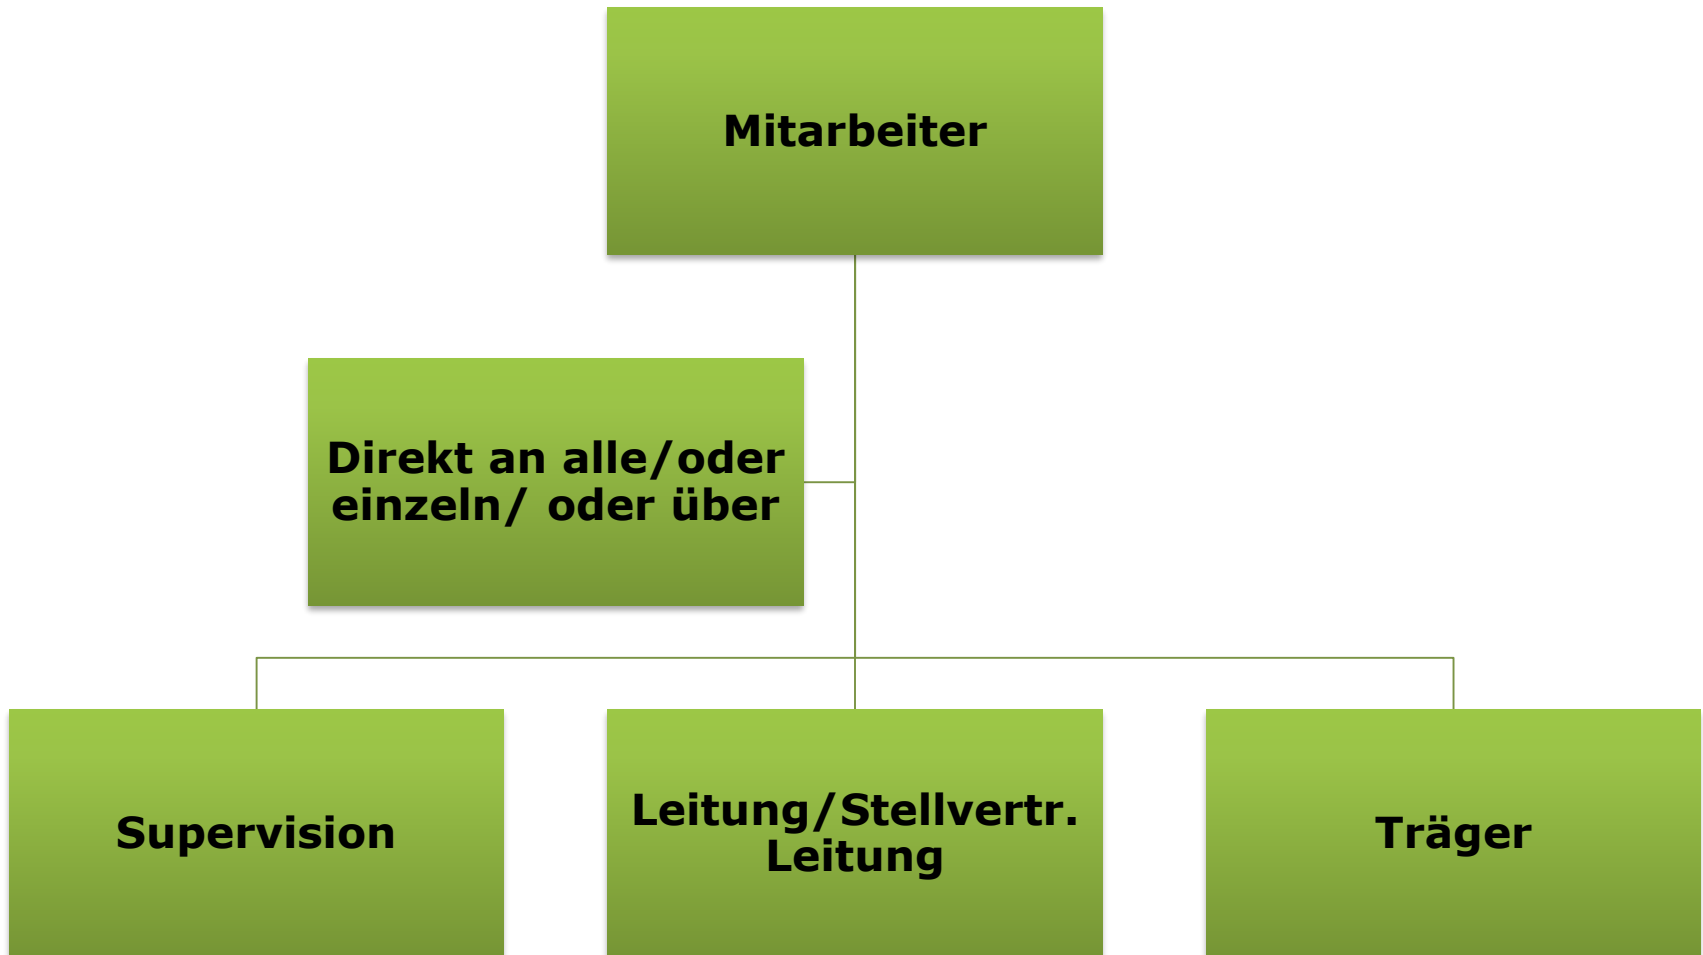 Mitarbeiter
Direkt an alle/oder
einzeln/ oder über
Supervision
Leitung/Stellvertr.
Leitung
Träger